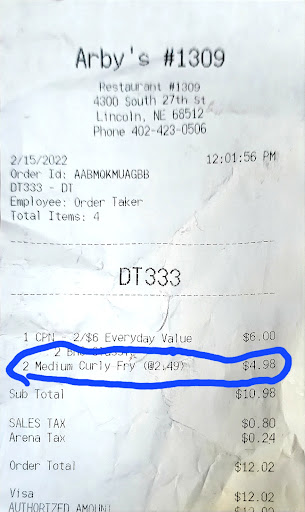 Arby's #1309
Restaurant #1309
4300 South 27th St
Lincoln, NE 68512
Phone 402-423-0506
2/15/2022 12:01:56 PM
Order Id: AABMOKMUAGBB
DT333 - DT
Employee: Order Taker
Total Items: 4
DT333
1 CPN - 2/$6 Everyday Value $6.00
2
2 Medium Curly Fry (@2.49) $4.98
Sub Total $10.98
SALES TAX $0.80
Arena Tax $0.24
Order Total $12.02
Visa $12.02
AUTHORIZED AMOUNT